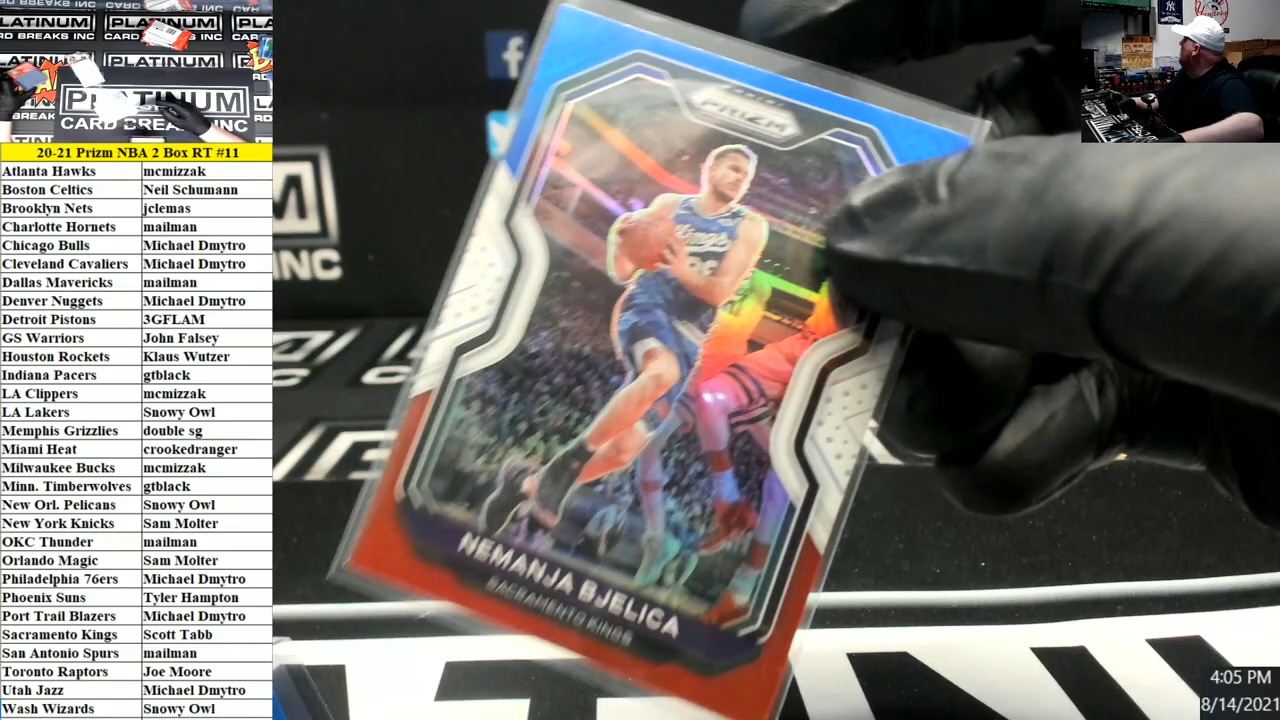 PLATINUM
CARD BREAKS INC
PLATINUM
CARD BREAKS INC
20-21 Prizm NBA 2 Box RT #11
Atlanta Hawks mcmizzak
Boston Celtics Neil Schumann
Brooklyn Nets jclemas
Charlotte Hornets mailman
Chicago Bulls Michael Dmytro
Cleveland Cavaliers Michael Dmytro
Dallas Mavericks mailman
Denver Nuggets Michael Dmytro
Detroit Pistons 3GFLAM
GS Warriors John Falsey
Houston Rockets Klaus Wutzer
Indiana Pacers gtblack
LA Clippers mcmizzak
LA Lakers Snowy Owl
Memphis Grizzlies double sg
Miami Heat crookedranger
Milwaukee Bucks mcmizzak
Minn. Timberwolves gtblack
New Orl. Pelicans Snowy Owl
New York Knicks Sam Molter
OKC Thunder mailman
Orlando Magic Sam Molter
Philadelphia 76ers Michael Dmytro
Phoenix Suns Tyler Hampton
Port Trail Blazers Michael Dmytro
Sacramento Kings Scott Tabb
San Antonio Spurs mailman
Toronto Raptors Joe Moore
Utah Jazz Michael Dmytro
Wash Wizards Snowy Owl
PRIZM
Kings
NEMANJA BJELICA
SACRAMENTO KINGS
INC
4:05 PM
8/14/2021